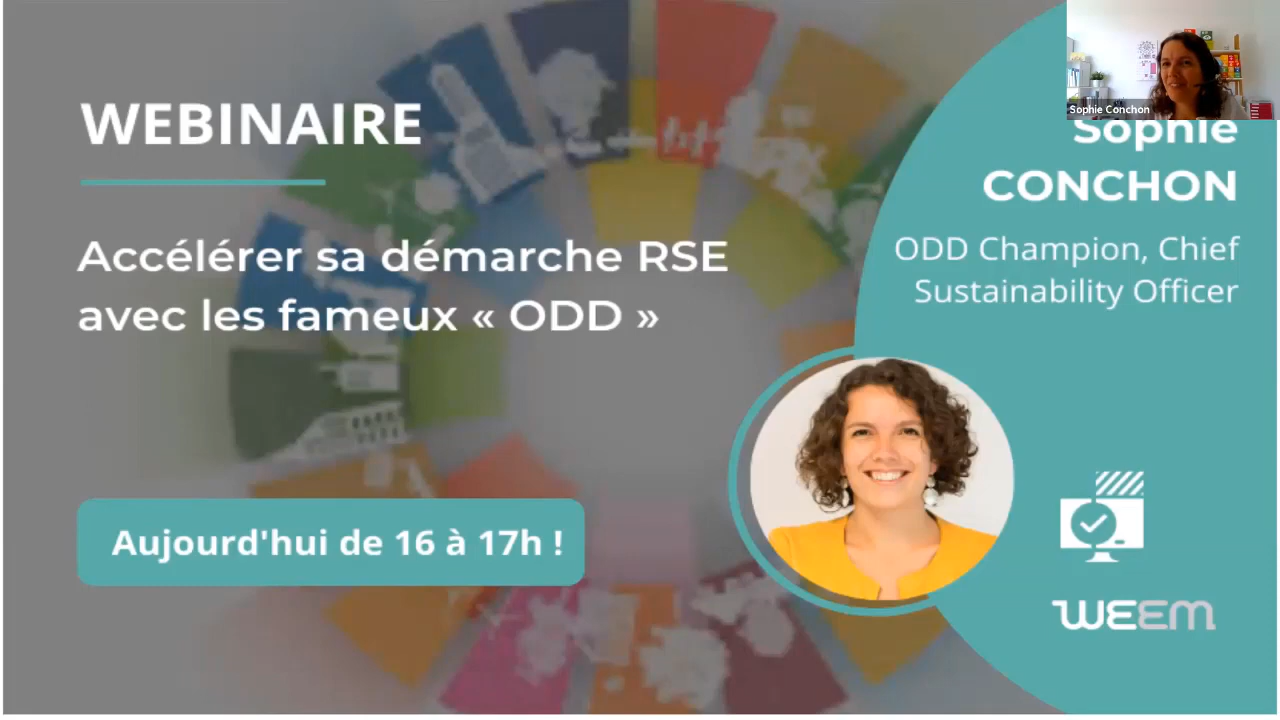 WEBINAIRE
Accélérer sa démarche RSE
avec les fameux « ODD »
Aujourd'hui de 16 à 17h !
Sophie Conchon
Sophie
CONCHON
ODD Champion, Chief
Sustainability Officer
WEEM